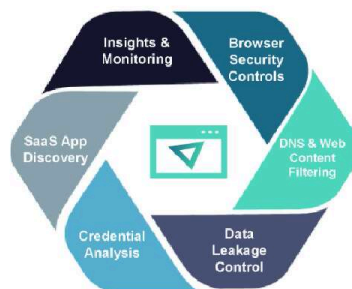 Insights &
Monitoring
Browser
Security
Controls
DNS & Web
Content
Filtering
Data
Leakage
Control
Credential
Analysis
SaaS App
Discovery